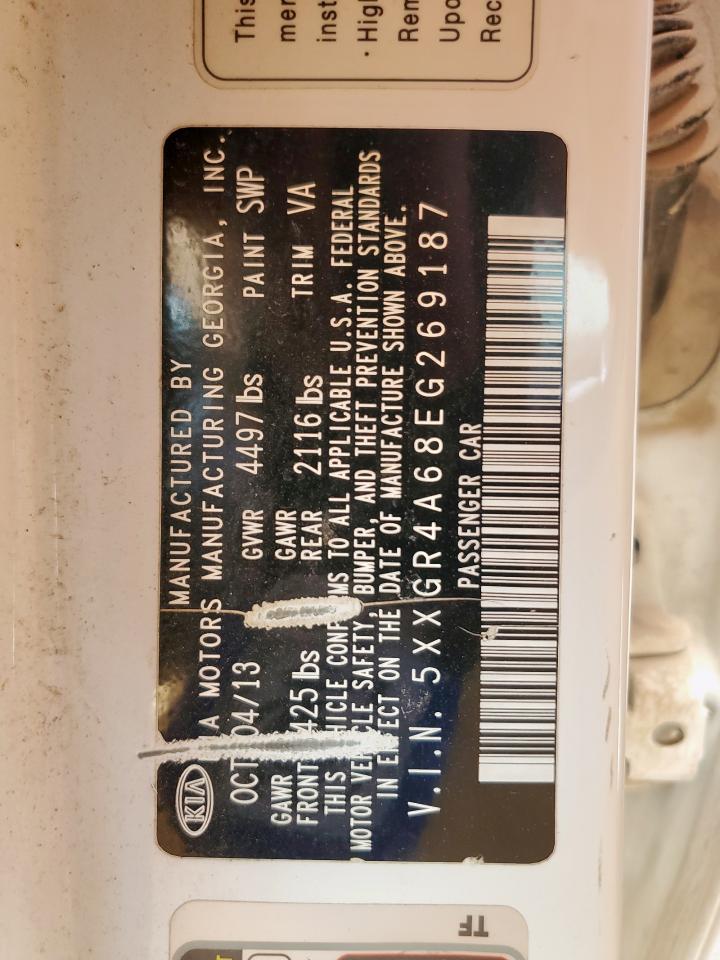 This
mer
inst
· High
Rem
Upo
Rec
MANUFACTURED BY
KIA
A MOTORS MANUFACTURING GEORGIA, INC.
OCT 04/13 GVWR 4497 lbs PAINT SWP
GAWR FRONT 425 lbs GAWR REAR 2116 lbs TRIM VA
THIS HICLE CONF MS TO ALL APPLICABLE U.S.A. FEDERAL
MOTOR VEHICLE SAFETY, BUMPER, AND THEFT PREVENTION STANDARDS
IN EFFECT ON THE DATE OF MANUFACTURE SHOWN ABOVE.
V.I.N. 5XXGR4A68EG269187
PASSENGER CAR
TF